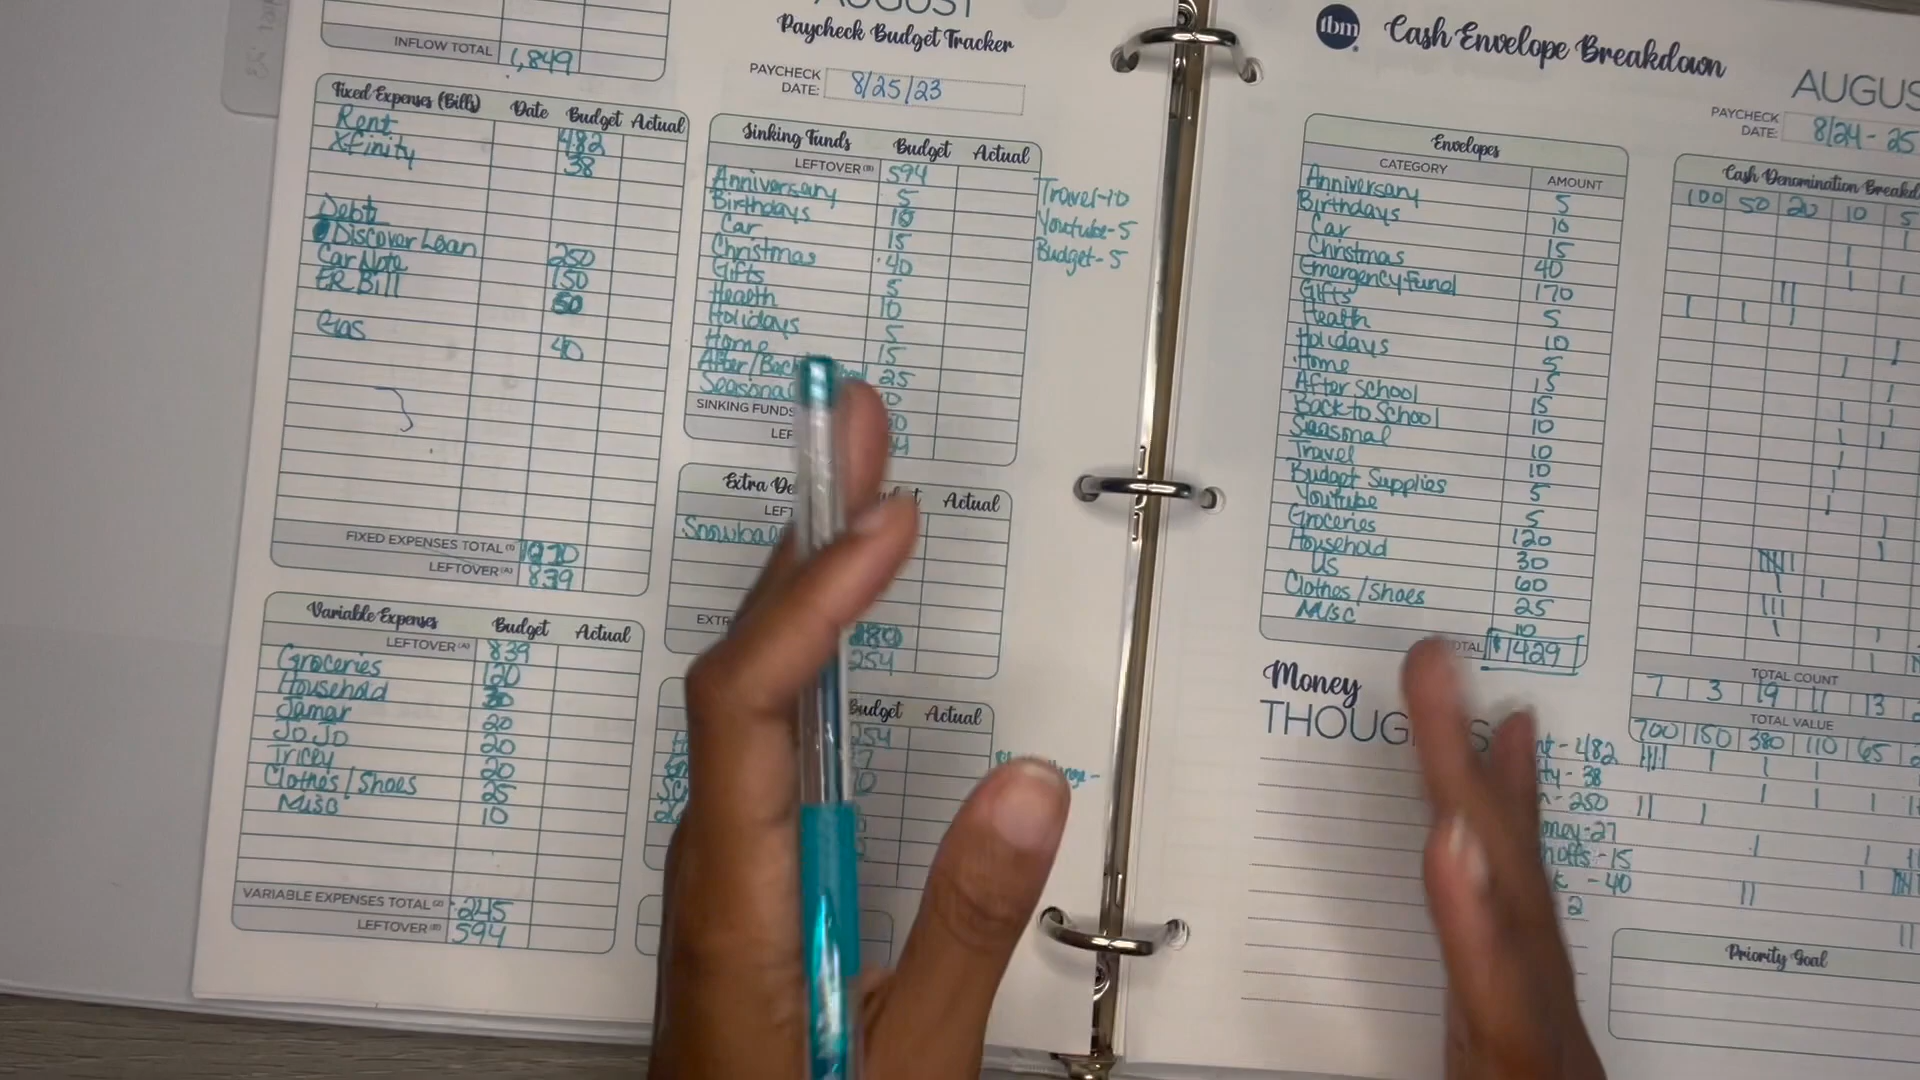 AUGUST
Paycheck Budget Tracker
PAYCHECK DATE: 8/25/23
INFLOW TOTAL 1,849
Fixed Expenses (Bills) Date Budget Actual
Rent 482
Xfinity 38
Debt
Discover Loan 250
Car Note 150
ER Bill 50
Gas 40
FIXED EXPENSES TOTAL
LEFTOVER (A) 839
Variable Expenses Budget Actual
LEFTOVER (A) 839
Groceries 120
Household 30
Jamar 20
JoJo 20
Tricky 20
Clothes/Shoes 25
Misc 10
VARIABLE EXPENSES TOTAL (2) 245
LEFTOVER (B) 594
Sinking Funds Budget Actual
LEFTOVER (B) 594
Anniversary 5
Birthdays 10
Car 15
Christmas 40
Gifts 5
Health 10
Holidays 5
Home 15
After/Back 25
Seasonal
SINKING FUNDS
Travel-10
Youtube-5
Budget-5
Extra Actual
Snowball
254
Budget Actual
254
tbm
Cash Envelope Breakdown
AUGUS
PAYCHECK DATE: 8/24-25
Envelopes
CATEGORY AMOUNT
Anniversary 5
Birthdays 10
Car 15
Christmas 40
Emergency Fund 170
Gifts 5
Health 10
Holidays 5
Home 15
After School 15
Back to School 10
Seasonal 10
Travel 10
Budget Supplies 5
Youtube 5
Groceries 120
Household 30
US 60
Clothes/Shoes 25
Misc 10
$1429
Cash Denomination
100 50 20 10 5
TOTAL COUNT
7 3 19 11 13
TOTAL VALUE
700 150 380 110 65
Money
- 482
- 38
- 250
- 27
- 15
- 40
2
Priority Goal